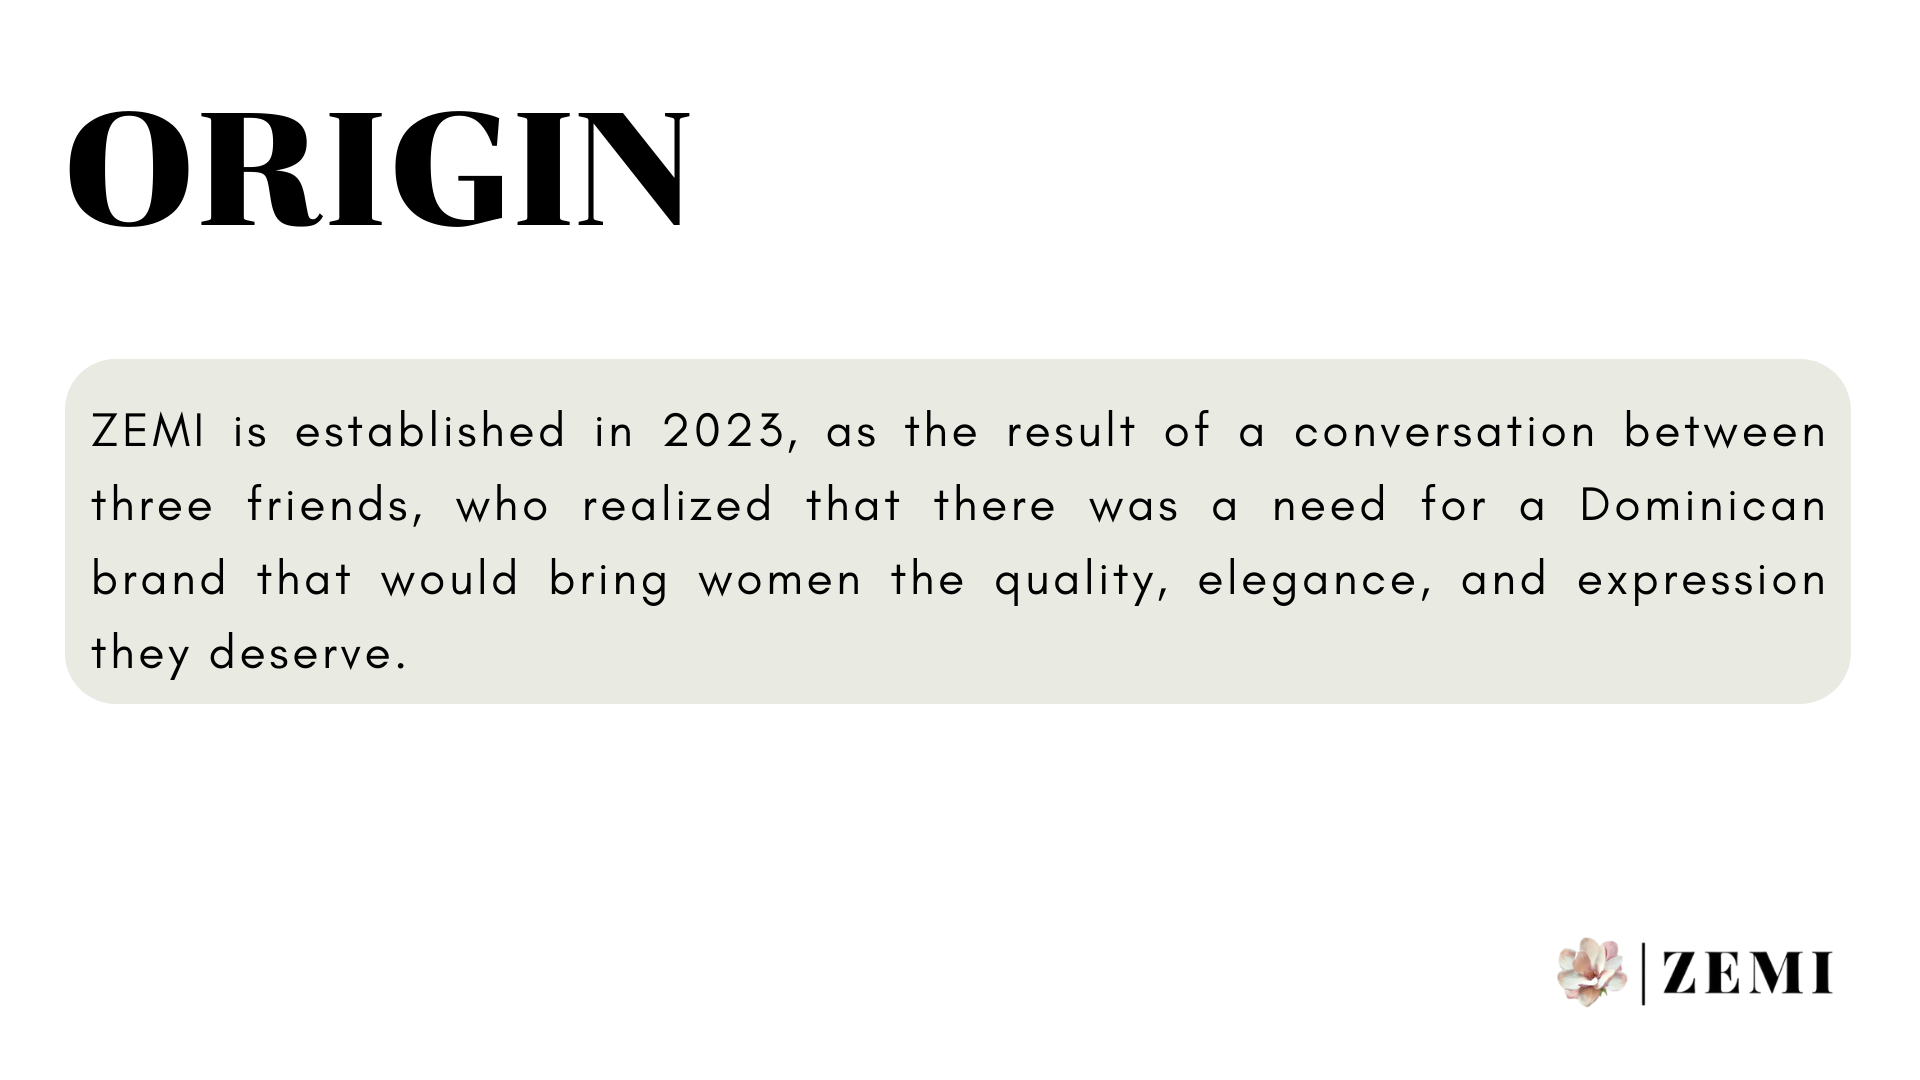 ORIGIN
ZEMI is established in 2023, as the result of a conversation between
three friends, who realized that there was a need for a Dominican
brand that would bring women the quality, elegance, and expression
they deserve.
ZEMI